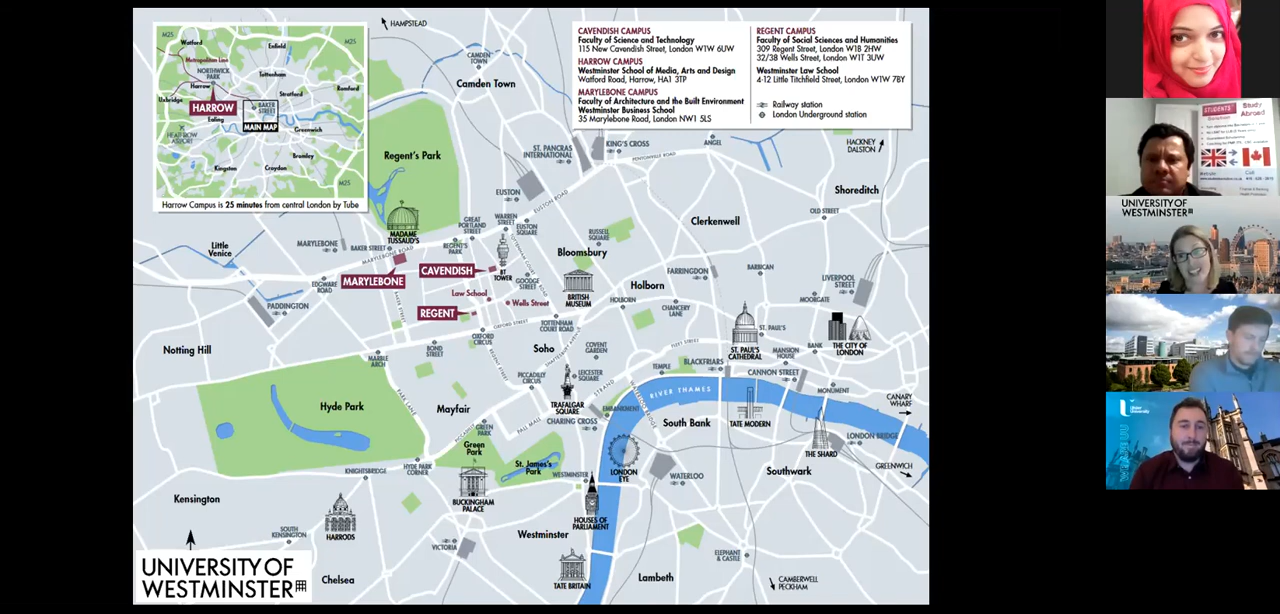 M25
Watford
Enfield
M25
Metropolitan Line
NORTHWICK
PARK
Harrow
Tottenham
Uxbridge
Stratford
Romford
HARROW
BAKER
STREET
Ealing
MAIN MAP
Greenwich
HEATHROW
AIRPORT
Bromley
Kingston
Croydon
M25
Harrow Campus is 25 minutes from central London by Tube
HAMPSTEAD
CAVENDISH CAMPUS
Faculty of Science and Technology
115 New Cavendish Street, London W1W 6UW
HARROW CAMPUS
Westminster School of Media, Arts and Design
Watford Road, Harrow, HA1 3TP
MARYLEBONE CAMPUS
Faculty of Architecture and the Built Environment
Westminster Business School
35 Marylebone Road, London NW1 5LS
REGENT CAMPUS
Faculty of Social Sciences and Humanities
309 Regent Street, London W1B 2HW
32/38 Wells Street, London W1T 3UW
Westminster Law School
4-12 Little Titchfield Street, London W1W 7BY
Railway station
London Underground station
CAMDEN
TOWN
Camden Town
Regent's Park
ST. PANCRAS
INTERNATIONAL
KING'S CROSS
PENTONVILLE ROAD
ANGEL
HACKNEY
DALSTON
Shoreditch
EUSTON
EUSTON ROAD
OLD STREET
Clerkenwell
MADAME
TUSSAUD'S
GREAT
PORTLAND
STREET
WARREN
STREET
EUSTON
SQUARE
RUSSELL
SQUARE
Little
Venice
MARYLEBONE
BAKER STREET
REGENT'S
PARK
MARYLEBONE ROAD
Bloomsbury
MARYLEBONE
CAVENDISH
BT
TOWER
GOODGE
STREET
BRITISH
MUSEUM
FARRINGDON
BARBICAN
LIVERPOOL
STREET
EDGWARE
ROAD
Law School
Wells Street
Holborn
HOLBORN
CHANCERY
LANE
MOORGATE
PADDINGTON
REGENT
OXFORD STREET
OXFORD
CIRCUS
TOTTENHAM
COURT ROAD
ST. PAUL'S
ST. PAUL'S
CATHEDRAL
MANSION
HOUSE
BANK
THE CITY OF
LONDON
Notting Hill
MARBLE
ARCH
BOND
STREET
Soho
COVENT
GARDEN
FLEET STREET
TEMPLE
BLACKFRIARS
CANNON STREET
PICCADILLY
CIRCUS
LEICESTER
SQUARE
STRAND
RIVER THAMES
MONUMENT
CANARY
WHARF
Hyde Park
PARK LANE
Mayfair
TRAFALGAR
SQUARE
EMBANKMENT
TATE MODERN
CHARING CROSS
PALL MALL
South Bank
PICCADILLY
GREEN
PARK
Green
Park
LONDON BRIDGE
THE SHARD
KNIGHTSBRIDGE
HYDE PARK
CORNER
St. James's
Park
WESTMINSTER
LONDON
EYE
WATERLOO
Southwark
GREENWICH
Kensington
BUCKINGHAM
PALACE
HOUSES OF
PARLIAMENT
HARRODS
SOUTH
KENSINGTON
VICTORIA
Westminster
ELEPHANT
& CASTLE
TATE BRITAIN
Lambeth
CAMBERWELL
PECKHAM
Chelsea
UNIVERSITY OF
WESTMINSTER
STUDENTS'
Study
Abroad
UNIVERSITY OF
WESTMINSTER
Ulster
University